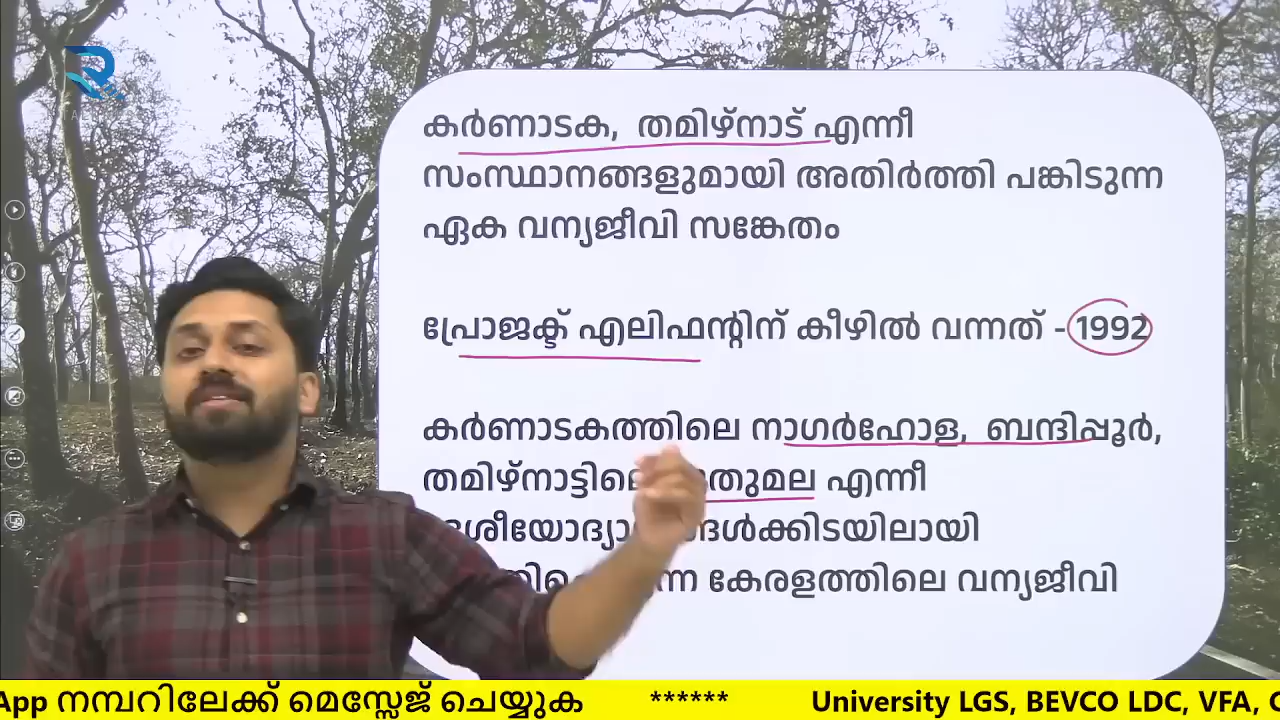 കർണാടക, തമിഴ്നാട് എന്നീ
സംസ്ഥാനങ്ങളുമായി അതിർത്തി പങ്കിടുന്ന
ഏക വന്യജീവി സങ്കേതം
പ്രോജക്ട് എലിഫന്റിന് കീഴിൽ വന്നത് - 1992
കർണാടകത്തിലെ നാഗർഹോള, ബന്ദിപ്പൂർ,
തമിഴ്നാട്ടിലെ എന്നീ
കേരളത്തിലെ വന്യജീവി
App നമ്പറിലേക്ക് മെസ്സേജ് ചെയ്യുക ****** University LGS, BEVCO LDC, VFA,